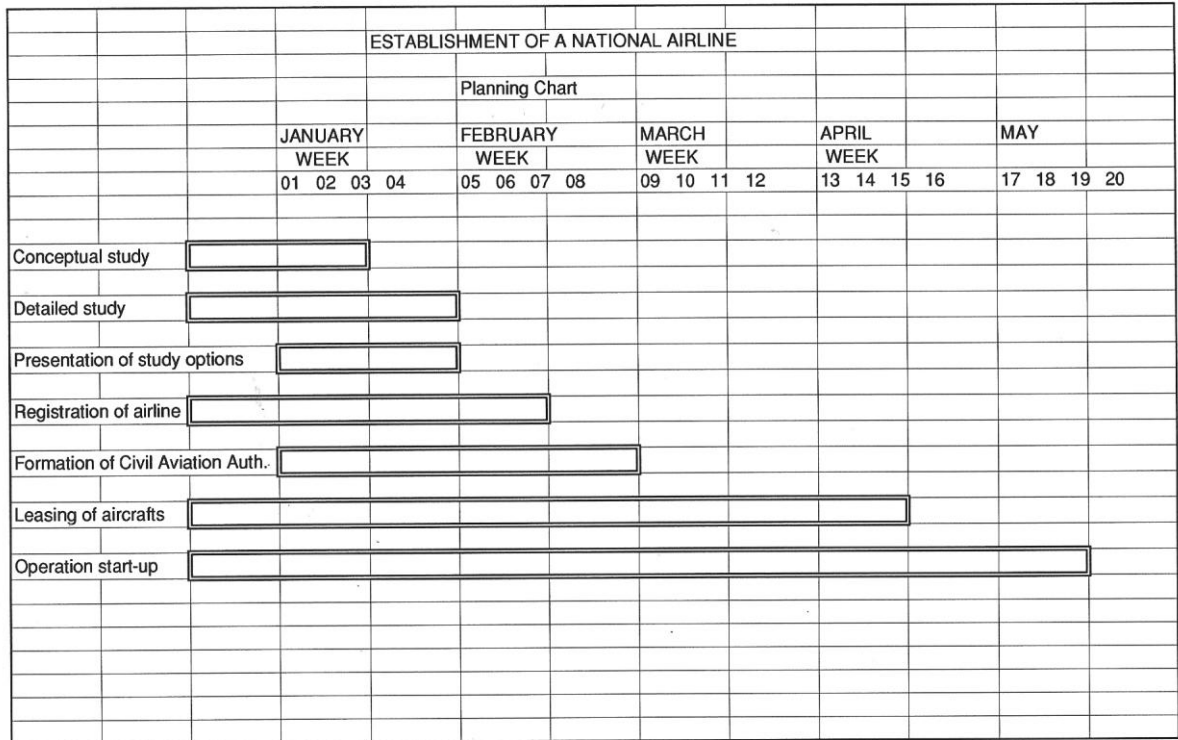 ESTABLISHMENT OF A NATIONAL AIRLINE
Planning Chart
JANUARY FEBRUARY MARCH APRIL MAY
WEEK WEEK WEEK WEEK
01 02 03 04 05 06 07 08 09 10 11 12 13 14 15 16 17 18 19 20
Conceptual study
Detailed study
Presentation of study options
Registration of airline
Formation of Civil Aviation Auth.
Leasing of aircrafts
Operation start-up